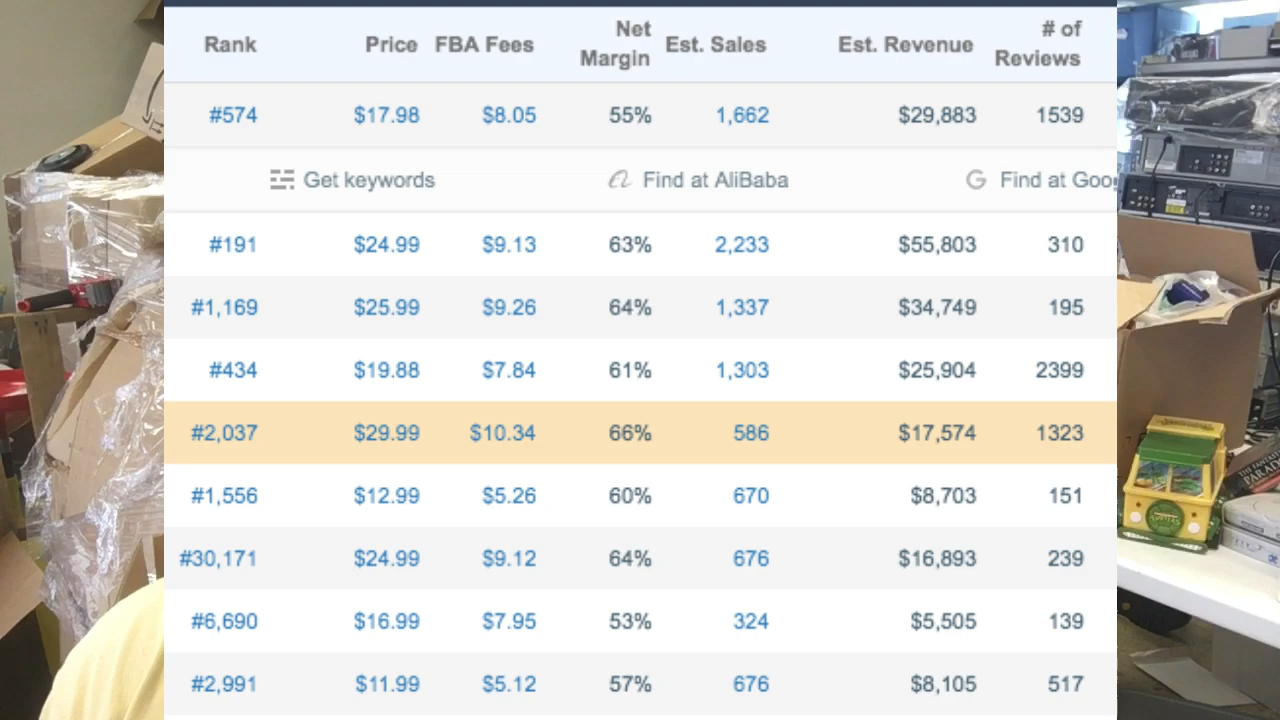 Rank Price FBA Fees Net Margin Est. Sales Est. Revenue # of Reviews
#574 $17.98 $8.05 55% 1,662 $29,883 1539
Get keywords Find at AliBaba Find at Goog
#191 $24.99 $9.13 63% 2,233 $55,803 310
#1,169 $25.99 $9.26 64% 1,337 $34,749 195
#434 $19.88 $7.84 61% 1,303 $25,904 2399
#2,037 $29.99 $10.34 66% 586 $17,574 1323
#1,556 $12.99 $5.26 60% 670 $8,703 151
#30,171 $24.99 $9.12 64% 676 $16,893 239
#6,690 $16.99 $7.95 53% 324 $5,505 139
#2,991 $11.99 $5.12 57% 676 $8,105 517
TURTLES